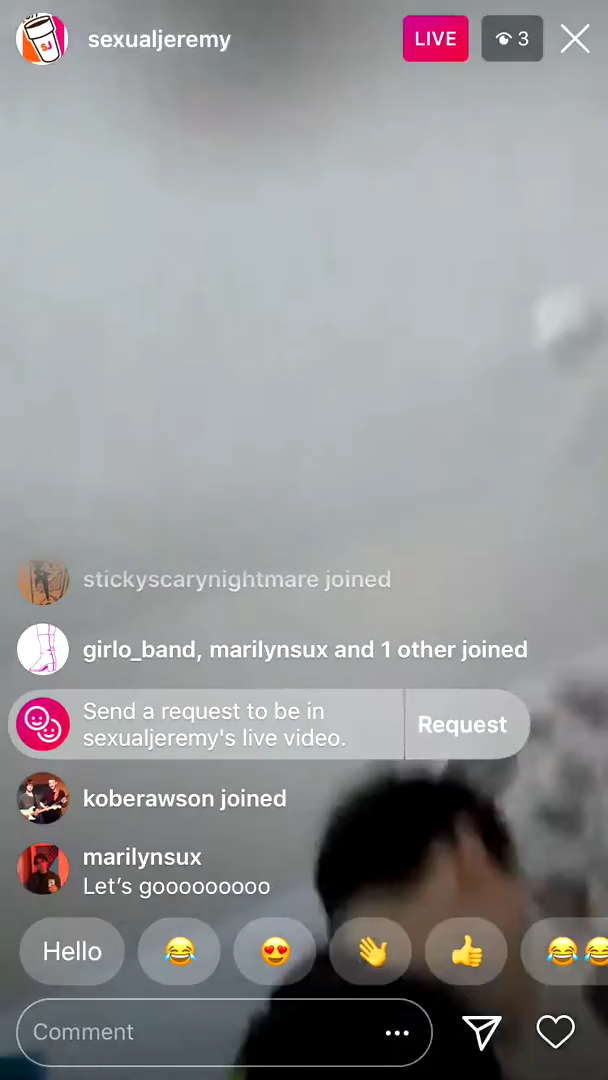 sexualjeremy
LIVE
3
SJ
stickyscarynightmare joined
girlo_band, marilynsux and 1 other joined
Send a request to be in
sexualjeremy's live video.
Request
koberawson joined
marilynsux
Let’s gooooooooo
Hello
Comment